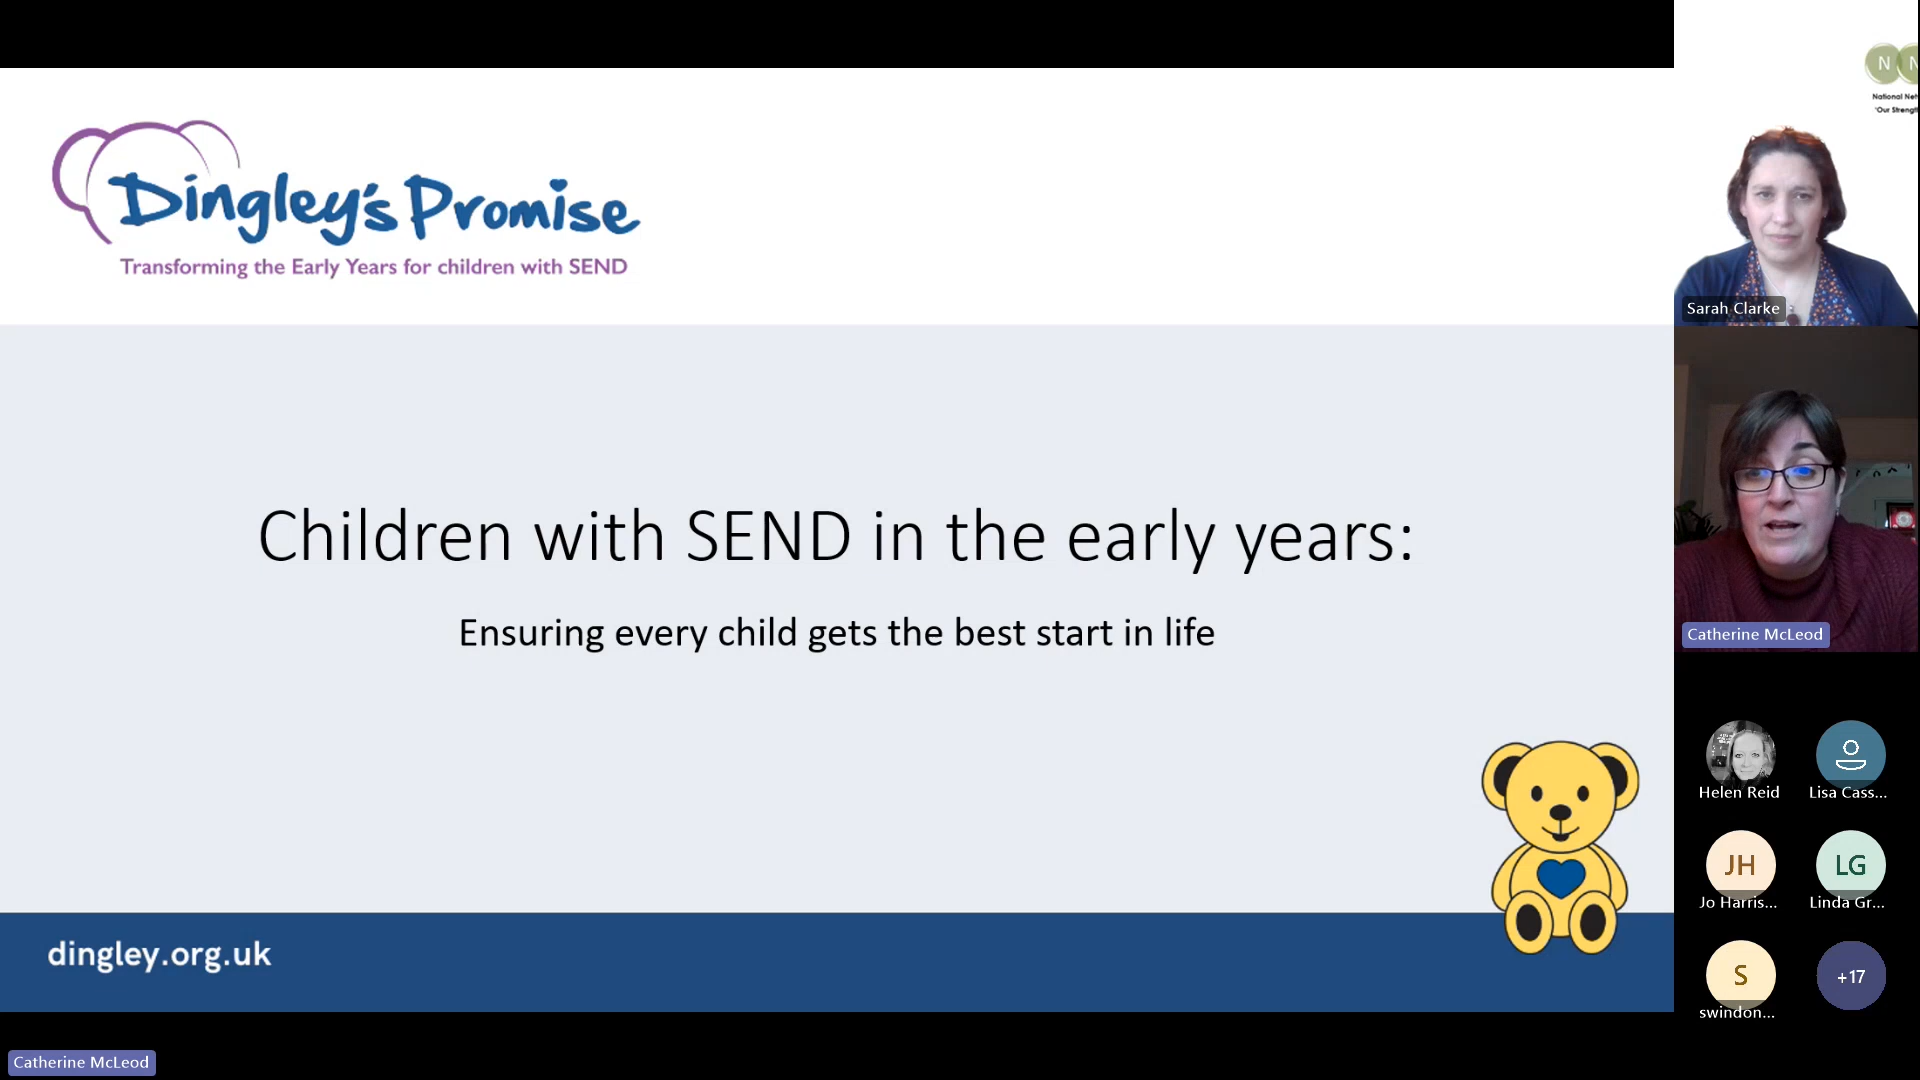 Dingley's Promise
Transforming the Early Years for children with SEND
Children with SEND in the early years:
Ensuring every child gets the best start in life
dingley.org.uk
Catherine McLeod
N
National
"Our
Sarah Clarke
Catherine McLeod
Helen Reid
Lisa Cass...
JH
LG
Jo Harris...
Linda Gr...
S
+17
swindon...